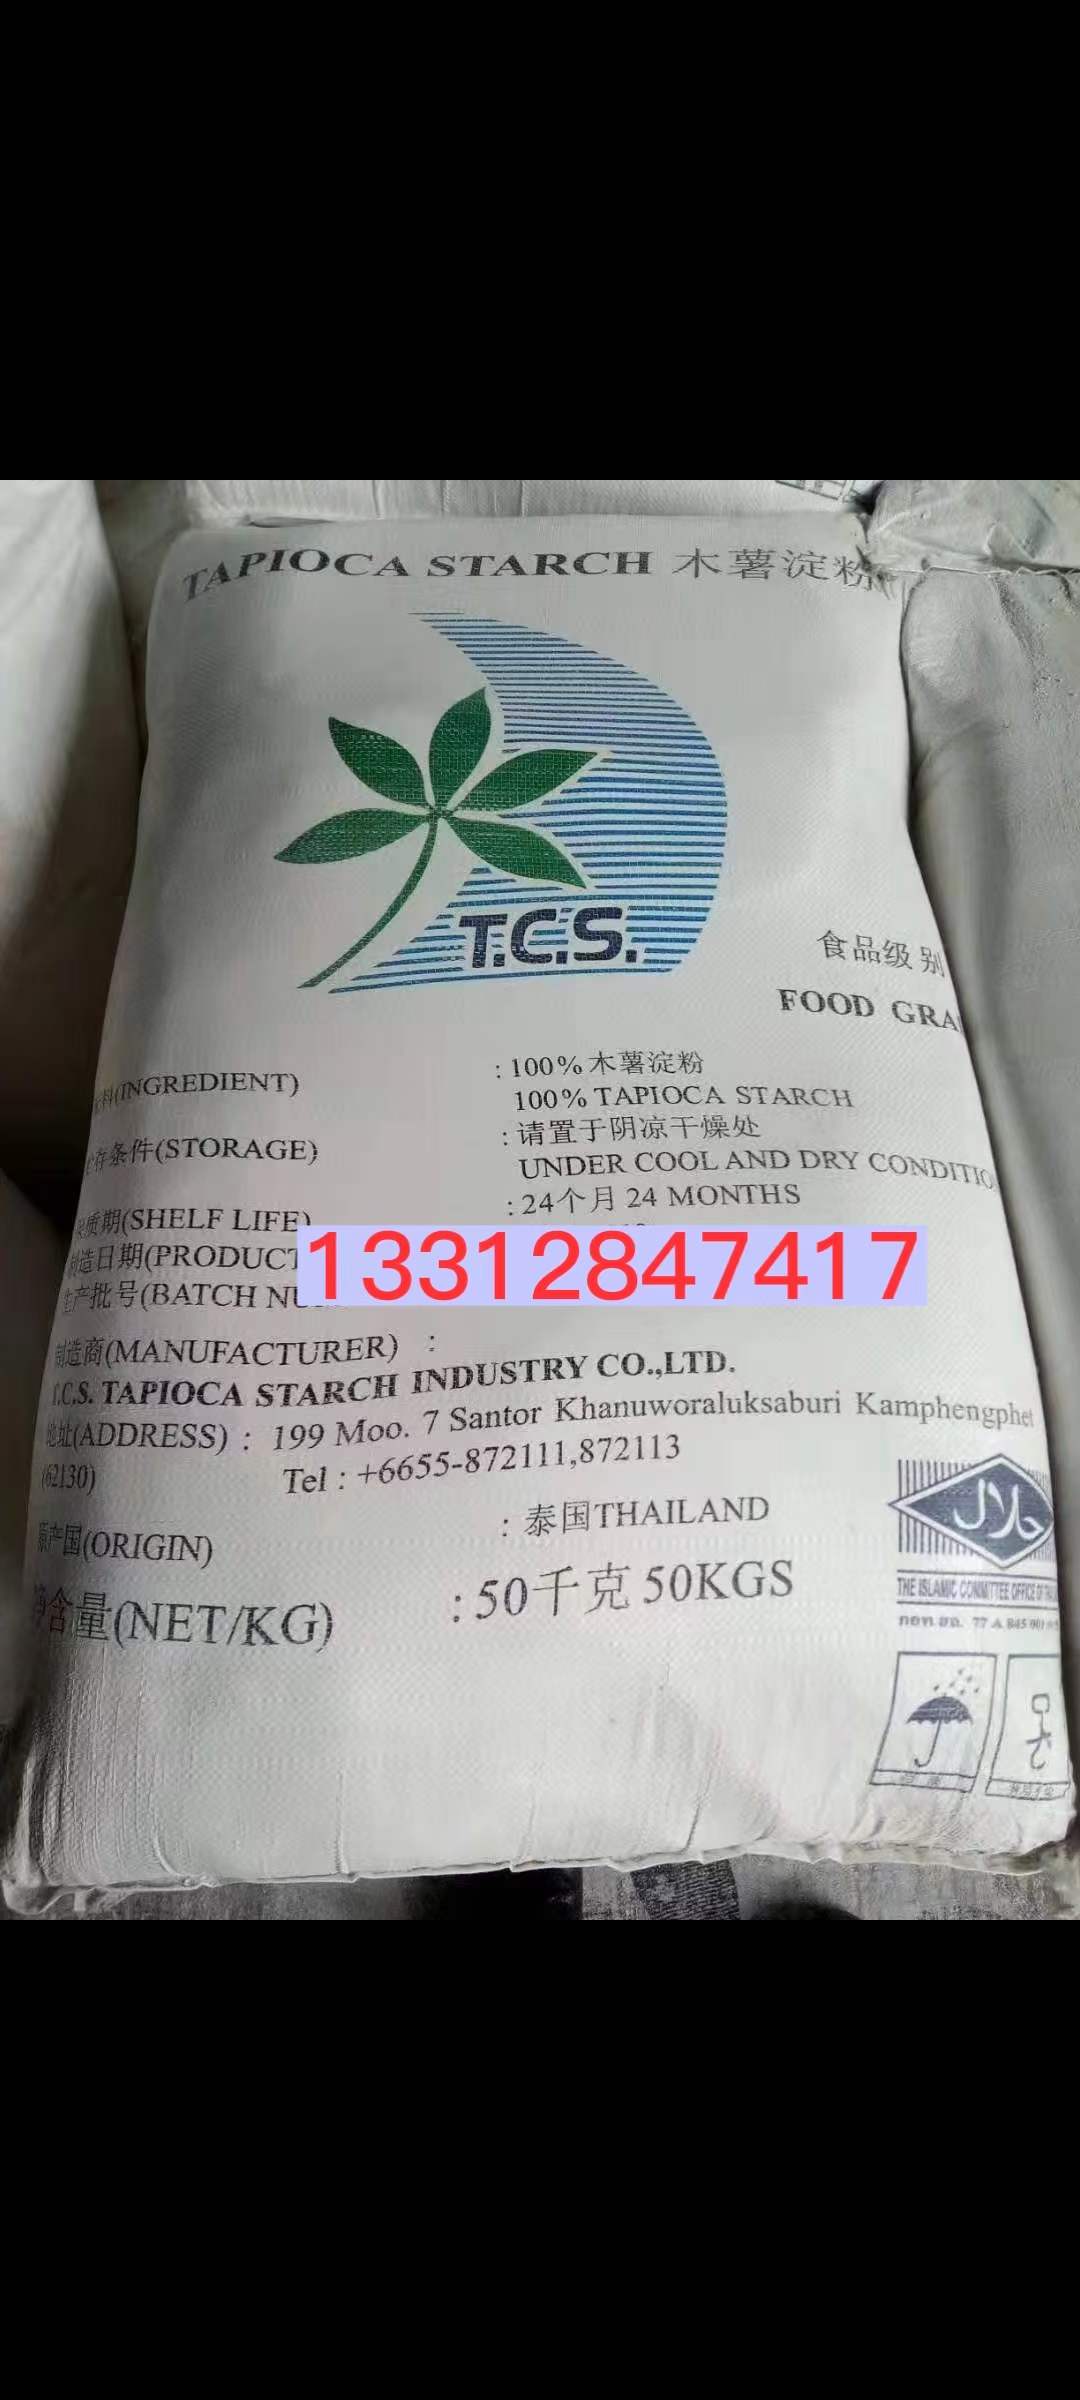 TAPIOCA STARCH 木薯淀粉
T.C.S.
食品级别
FOOD
(INGREDIENT) : 100%木薯淀粉
100% TAPIOCA STARCH
存条件(STORAGE) : 请置于阴凉干燥处
UNDER COOL AND DRY
质期(SHELF LIFE) : 24个月 24 MONTHS
造日期(PRODUCT
13312847417
产批号(BATCH
制造商(MANUFACTURER) :
T.C.S. TAPIOCA STARCH INDUSTRY CO.,LTD.
地址(ADDRESS) : 199 Moo. 7 Santor Khanuworaluksaburi Kamphengphet
(62130) Tel : +6655-872111,872113
原产国(ORIGIN) : 泰国THAILAND
净含量(NET/KG) : 50千克 50KGS
حلال
THE ISLAMIC COMMITTEE OFFICE OF